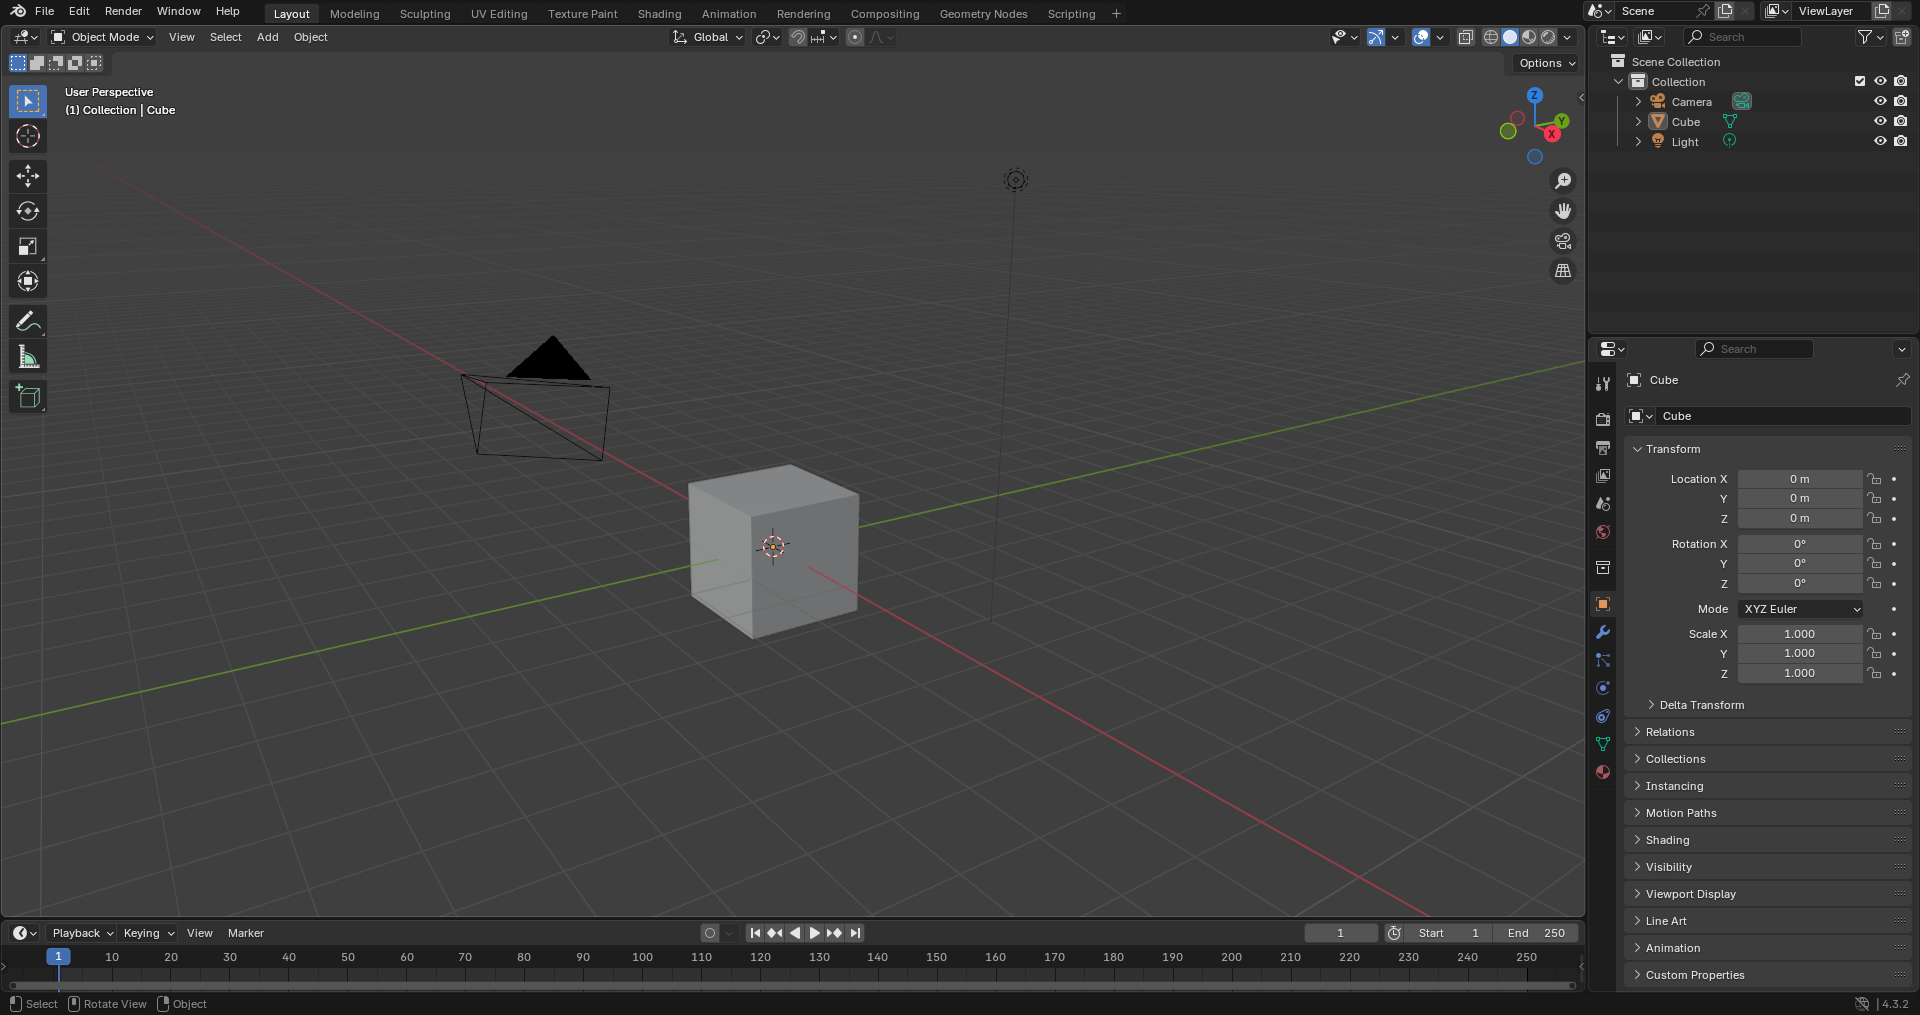 File Edit Render Window Help Layout Modeling Sculpting UV Editing Texture Paint Shading Animation Rendering Compositing Geometry Nodes Scripting + Scene ViewLayer
Object Mode View Select Add Object Global Search
Options
User Perspective
(1) Collection | Cube
Z
Y
X
Scene Collection
Collection
Camera
Cube
Light
Search
Cube
Cube
Transform
Location X 0 m
Y 0 m
Z 0 m
Rotation X 0°
Y 0°
Z 0°
Mode XYZ Euler
Scale X 1.000
Y 1.000
Z 1.000
Delta Transform
Relations
Collections
Instancing
Motion Paths
Shading
Visibility
Viewport Display
Line Art
Animation
Custom Properties
Playback Keying View Marker 1 Start 1 End 250
1 10 20 30 40 50 60 70 80 90 100 110 120 130 140 150 160 170 180 190 200 210 220 230 240 250
Select Rotate View Object 4.3.2